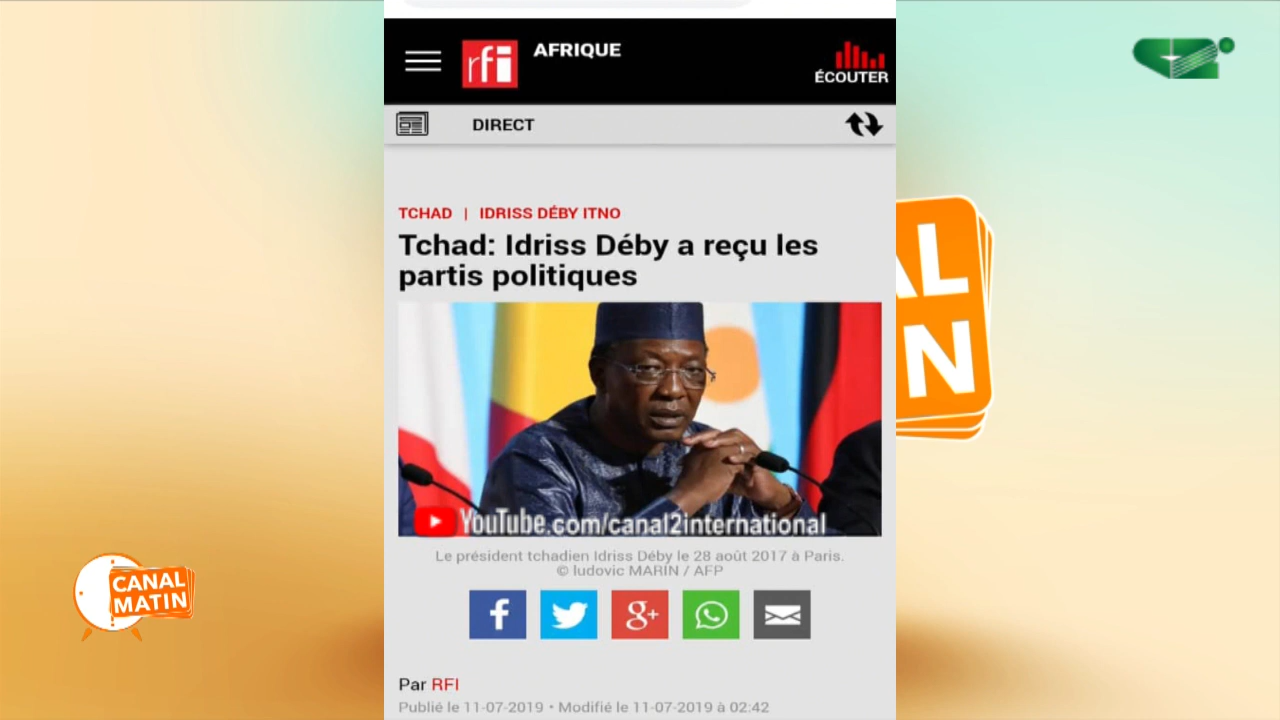 rfi
AFRIQUE
ÉCOUTER
DIRECT
TCHAD | IDRISS DÉBY ITNO
Tchad: Idriss Déby a reçu les
partis politiques
YouTube.com/canal2international
Le président tchadien Idriss Déby le 28 août 2017 à Paris.
© ludovic MARIN / AFP
g+
Par RFI
Publié le 11-07-2019 • Modifié le 11-07-2019 à 02:42
CANAL
MATIN
AL
IN